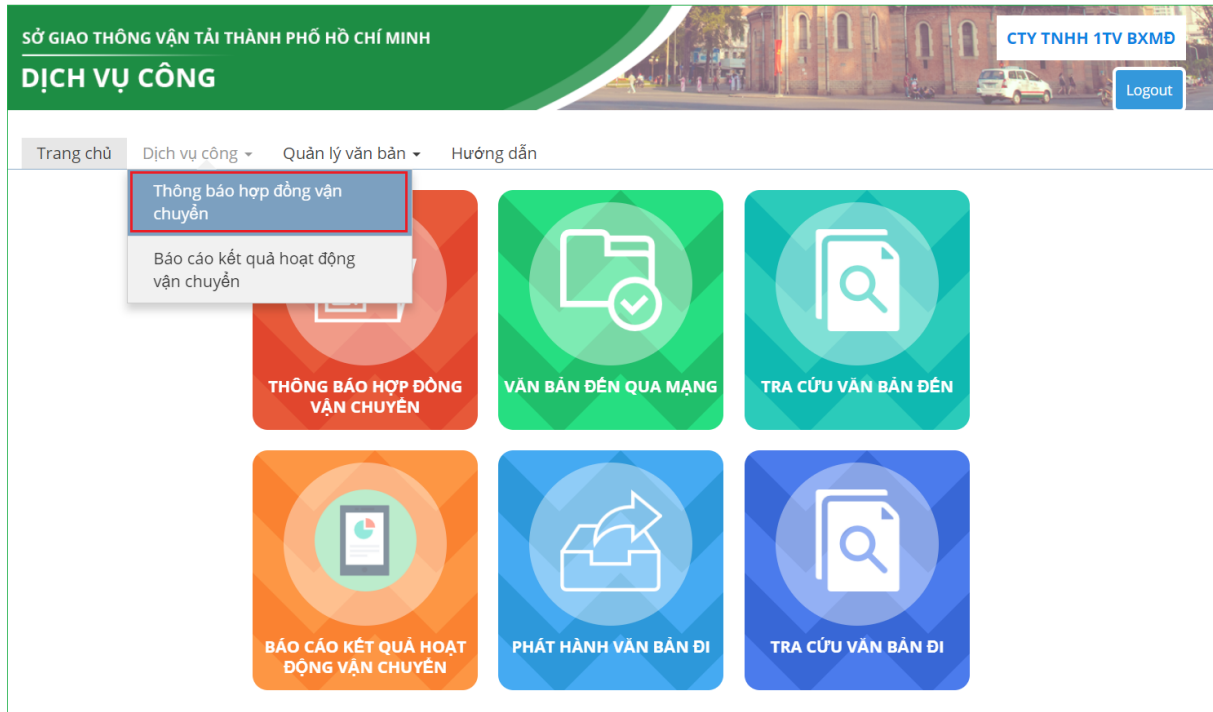 SỞ GIAO THÔNG VẬN TẢI THÀNH PHỐ HỒ CHÍ MINH
DỊCH VỤ CÔNG
CTY TNHH 1TV BXMĐ
Logout
Trang chủ
Dịch vụ công
Quản lý văn bản
Hướng dẫn
Thông báo hợp đồng vận
chuyển
Báo cáo kết quả hoạt động
vận chuyển
THÔNG BÁO HỢP ĐỒNG
VẬN CHUYỂN
VĂN BẢN ĐẾN QUA MẠNG
TRA CỨU VĂN BẢN ĐẾN
BÁO CÁO KẾT QUẢ HOẠT
ĐỘNG VẬN CHUYỂN
PHÁT HÀNH VĂN BẢN ĐI
TRA CỨU VĂN BẢN ĐI